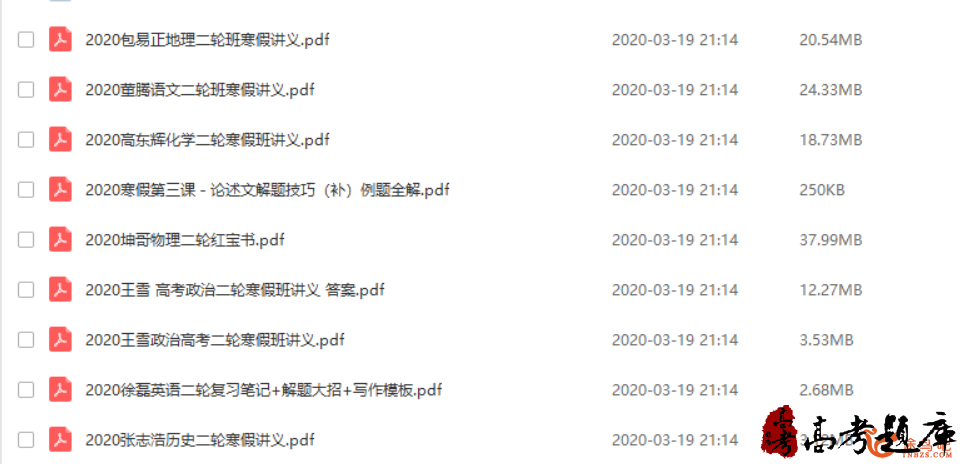 2020包易正地理二轮班寒假讲义.pdf 2020-03-19 21:14 20.54MB
2020董腾语文二轮班寒假讲义.pdf 2020-03-19 21:14 24.33MB
2020高东辉化学二轮寒假班讲义.pdf 2020-03-19 21:14 18.73MB
2020寒假第三课 - 论述文解题技巧（补）例题全解.pdf 2020-03-19 21:14 250KB
2020坤哥物理二轮红宝书.pdf 2020-03-19 21:14 37.99MB
2020王雪 高考政治二轮寒假班讲义 答案.pdf 2020-03-19 21:14 12.27MB
2020王雪政治高考二轮寒假班讲义.pdf 2020-03-19 21:14 3.53MB
2020徐磊英语二轮复习笔记+解题大招+写作模板.pdf 2020-03-19 21:14 2.68MB
2020张志浩历史二轮寒假讲义.pdf 2020-03-19 21:14
高考 高考题库